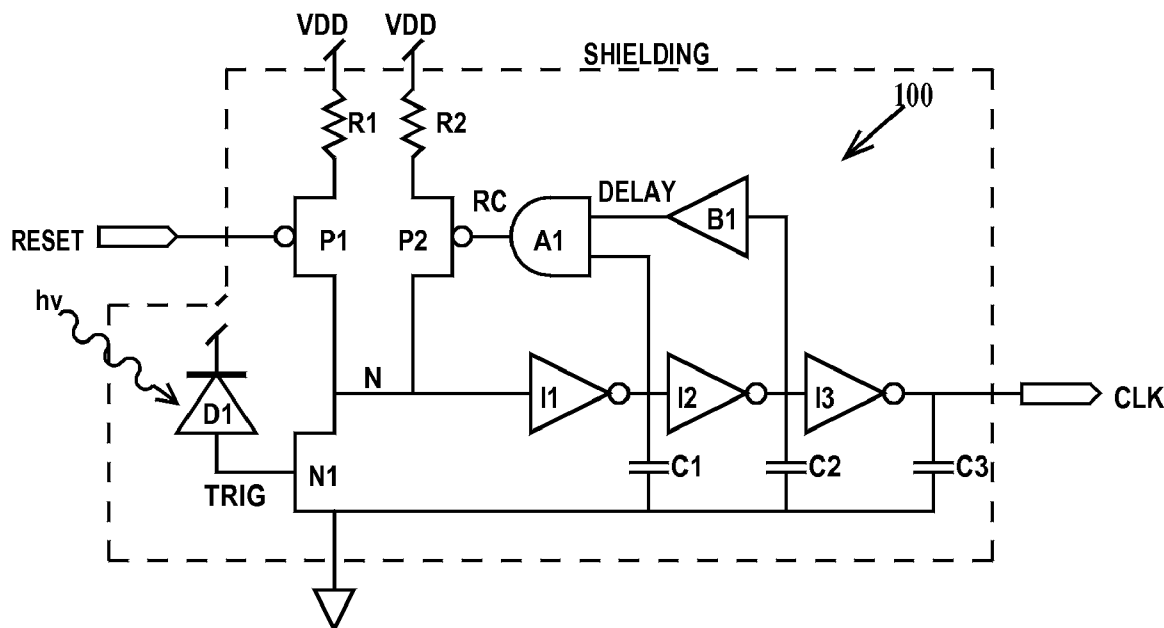 VDD VDD
SHIELDING
100
R1 R2
DELAY
RC
B1
RESET
P1 P2 A1
hv
N
D1
I1 I2 I3
CLK
N1
C1 C2 C3
TRIG